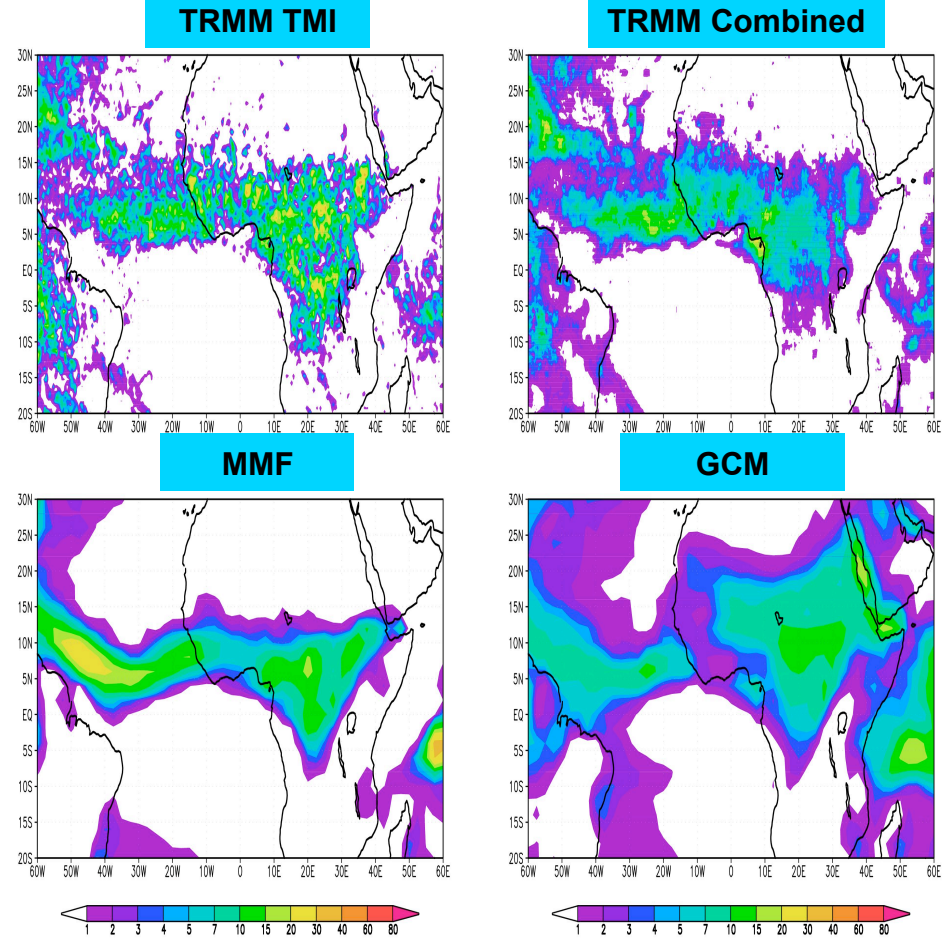 TRMM TMI
TRMM Combined
30N
25N
20N
15N
10N
5N
EQ
5S
10S
15S
20S
60W 50W 40W 30W 20W 10W 0 10E 20E 30E 40E 50E 60E
30N
25N
20N
15N
10N
5N
EQ
5S
10S
15S
20S
60W 50W 40W 30W 20W 10W 0 10E 20E 30E 40E 50E 60E
MMF
GCM
30N
25N
20N
15N
10N
5N
EQ
5S
10S
15S
20S
60W 50W 40W 30W 20W 10W 0 10E 20E 30E 40E 50E 60E
30N
25N
20N
15N
10N
5N
EQ
5S
10S
15S
20S
60W 50W 40W 30W 20W 10W 0 10E 20E 30E 40E 50E 60E
1 2 3 4 5 7 10 15 20 30 40 60 80
1 2 3 4 5 7 10 15 20 30 40 60 80